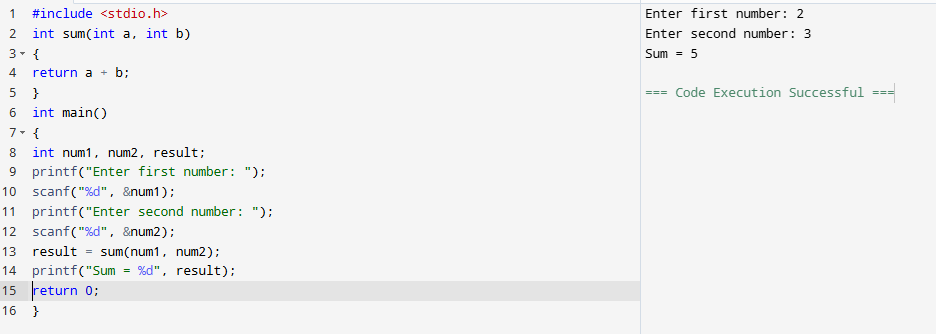 1 #include <stdio.h>
2 int sum(int a, int b)
3 {
4 return a + b;
5 }
6 int main()
7 {
8 int num1, num2, result;
9 printf("Enter first number: ");
10 scanf("%d", &num1);
11 printf("Enter second number: ");
12 scanf("%d", &num2);
13 result = sum(num1, num2);
14 printf("Sum = %d", result);
15 return 0;
16 }
Enter first number: 2
Enter second number: 3
Sum = 5
=== Code Execution Successful ===